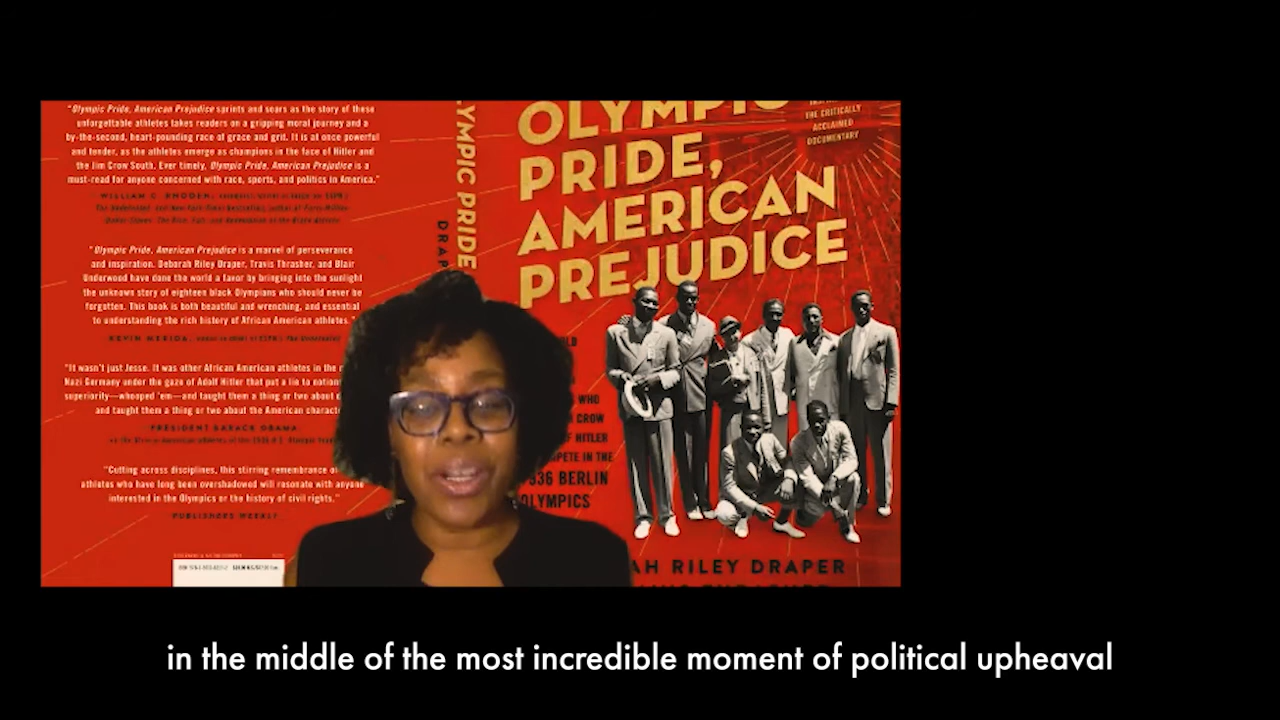 "Olympic Pride, American Prejudice sprints and soars as the story of these
unforgettable athletes takes readers on a gripping moral journey and a
by-the-second, heart-pounding race of grace and grit. It is at once powerful
and tender, as the athletes emerge as champions in the face of Hitler and
the Jim Crow South. Ever timely, Olympic Pride, American Prejudice is a
must-read for anyone concerned with race, sports, and politics in America."
WILLIAM C. RHODEN,
"Olympic Pride, American Prejudice is a marvel of perseverance
and inspiration. Deborah Riley Draper, Travis Thrasher, and Blair
Underwood have done the world a favor by bringing into the sunlight
the unknown story of eighteen black Olympians who should never be
forgotten. This book is both beautiful and wrenching, and essential
to understanding the rich history of African American athletes."
KEVIN MERIDA,
"It wasn't just Jesse. It was other African American athletes in the
Nazi Germany under the gaze of Adolf Hitler that put a lie to notions
superiority—whooped 'em—and taught them a thing or two about
and taught them a thing or two about the American
PRESIDENT BARACK OBAMA
"Cutting across disciplines, this stirring remembrance
athletes who have long been overshadowed will resonate with anyone
interested in the Olympics or the history of civil rights."
PUBLISHERS WEEKLY
YMPIC PRIDE
DRAP
OLYMPIC
PRIDE,
AMERICAN
PREJUDICE
THE CRITICALLY
ACCLAIMED
DOCUMENTARY
OLD
WHO
CROW
OF HITLER
PETE IN THE
1936 BERLIN
OLYMPICS
AH RILEY DRAPER
in the middle of the most incredible moment of political upheaval